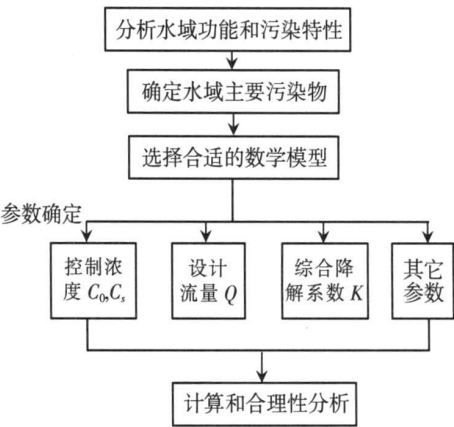 分析水域功能和污染特性
确定水域主要污染物
选择合适的数学模型
参数确定
控制浓
度 C₀,Cₛ
设计
流量 Q
综合降
解系数 K
其它
参数
计算和合理性分析